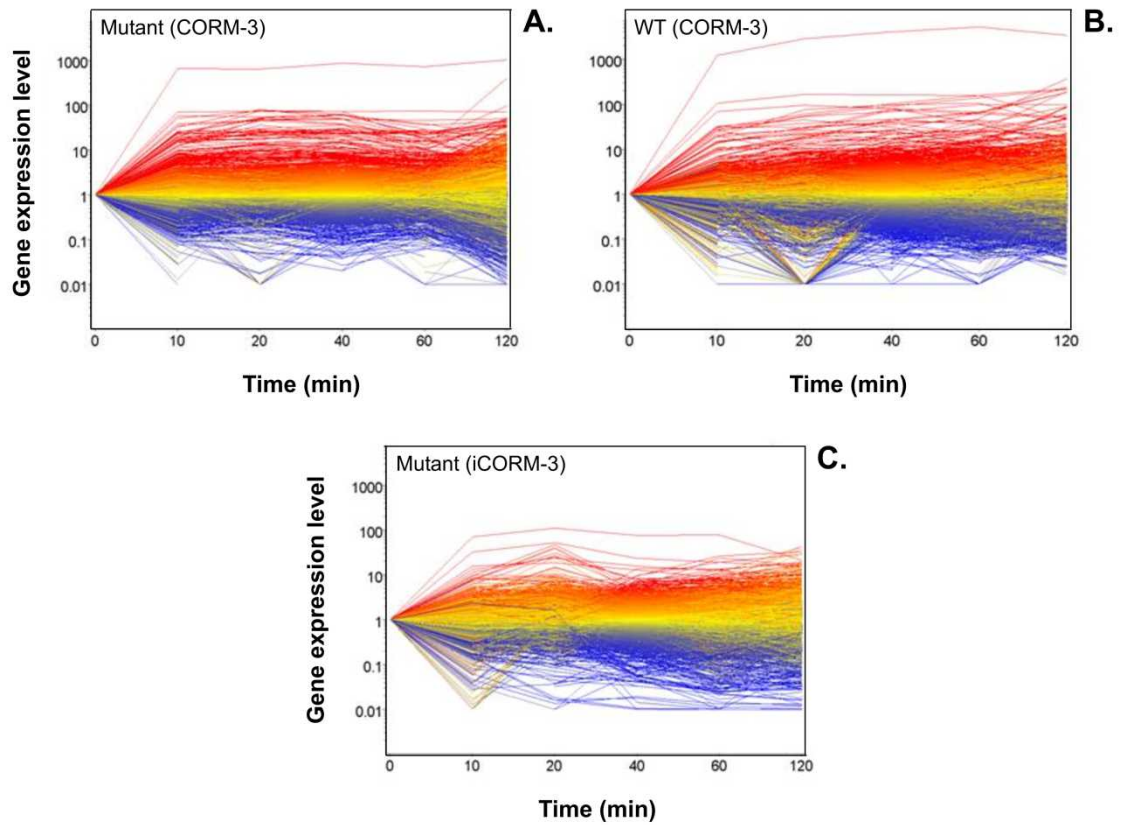 Mutant (CORM-3)
A.
Gene expression level
1000
100
10
1
0.1
0.01
0 10 20 40 60 120
Time (min)
WT (CORM-3)
B.
1000
100
10
1
0.1
0.01
0 10 20 40 60 120
Time (min)
Mutant (iCORM-3)
C.
Gene expression level
1000
100
10
1
0.1
0.01
0 10 20 40 60 120
Time (min)